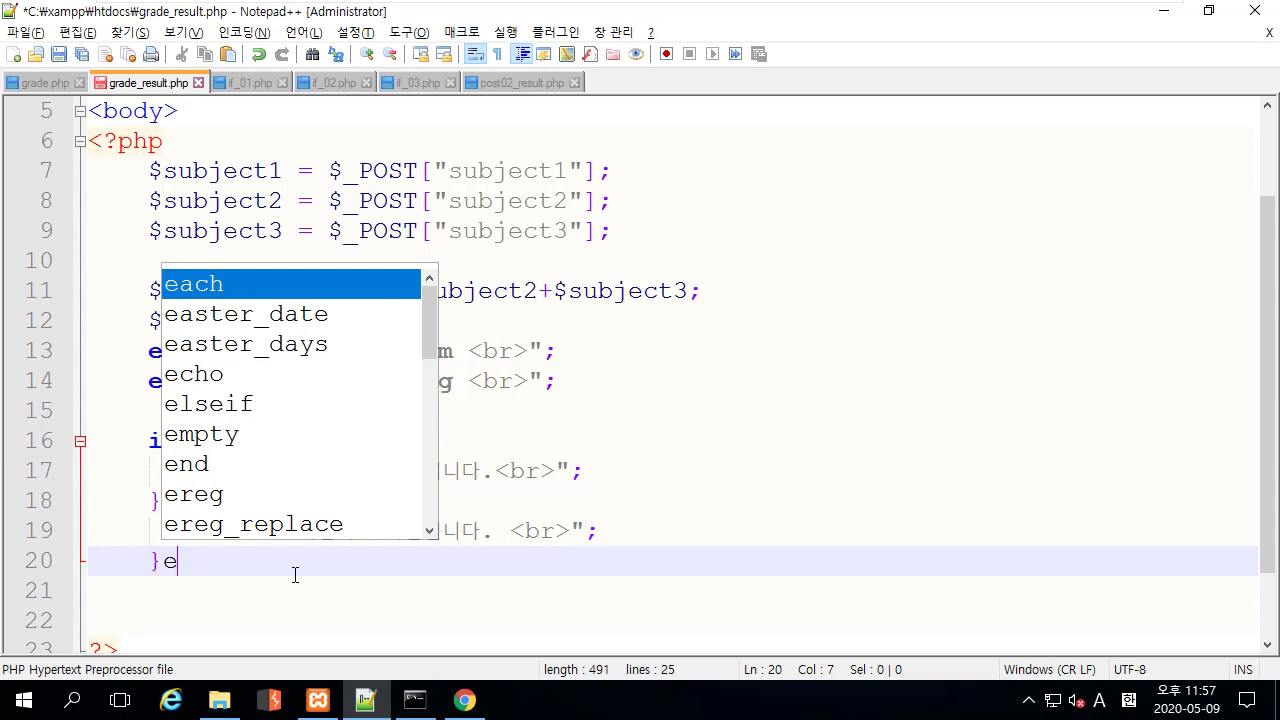 *C:₩xampp₩htdocs₩grade_result.php - Notepad++ [Administrator]
파일(F) 편집(E) 찾기(S) 보기(V) 인코딩(N) 언어(L) 설정(T) 도구(O) 매크로 실행 플러그인 창 관리 ? X
grade.php grade_result.php if_01.php if_02.php if_03.php post02_result.php
5 <body>
6 <?php
7 $subject1 = $_POST["subject1"];
8 $subject2 = $_POST["subject2"];
9 $subject3 = $_POST["subject3"];
10
11 $ ubject2+$subject3;
12 $
13 e m <br>";
14 e g <br>";
15
16 i
17 니다.<br>";
18 }
19 니다. <br>";
20 }e
21
22
23 ?>
each
easter_date
easter_days
echo
elseif
empty
end
ereg
ereg_replace
PHP Hypertext Preprocessor file length : 491 lines : 25 Ln : 20 Col : 7 Sel : 0 | 0 Windows (CR LF) UTF-8 INS
A 한 오후 11:57
2020-05-09